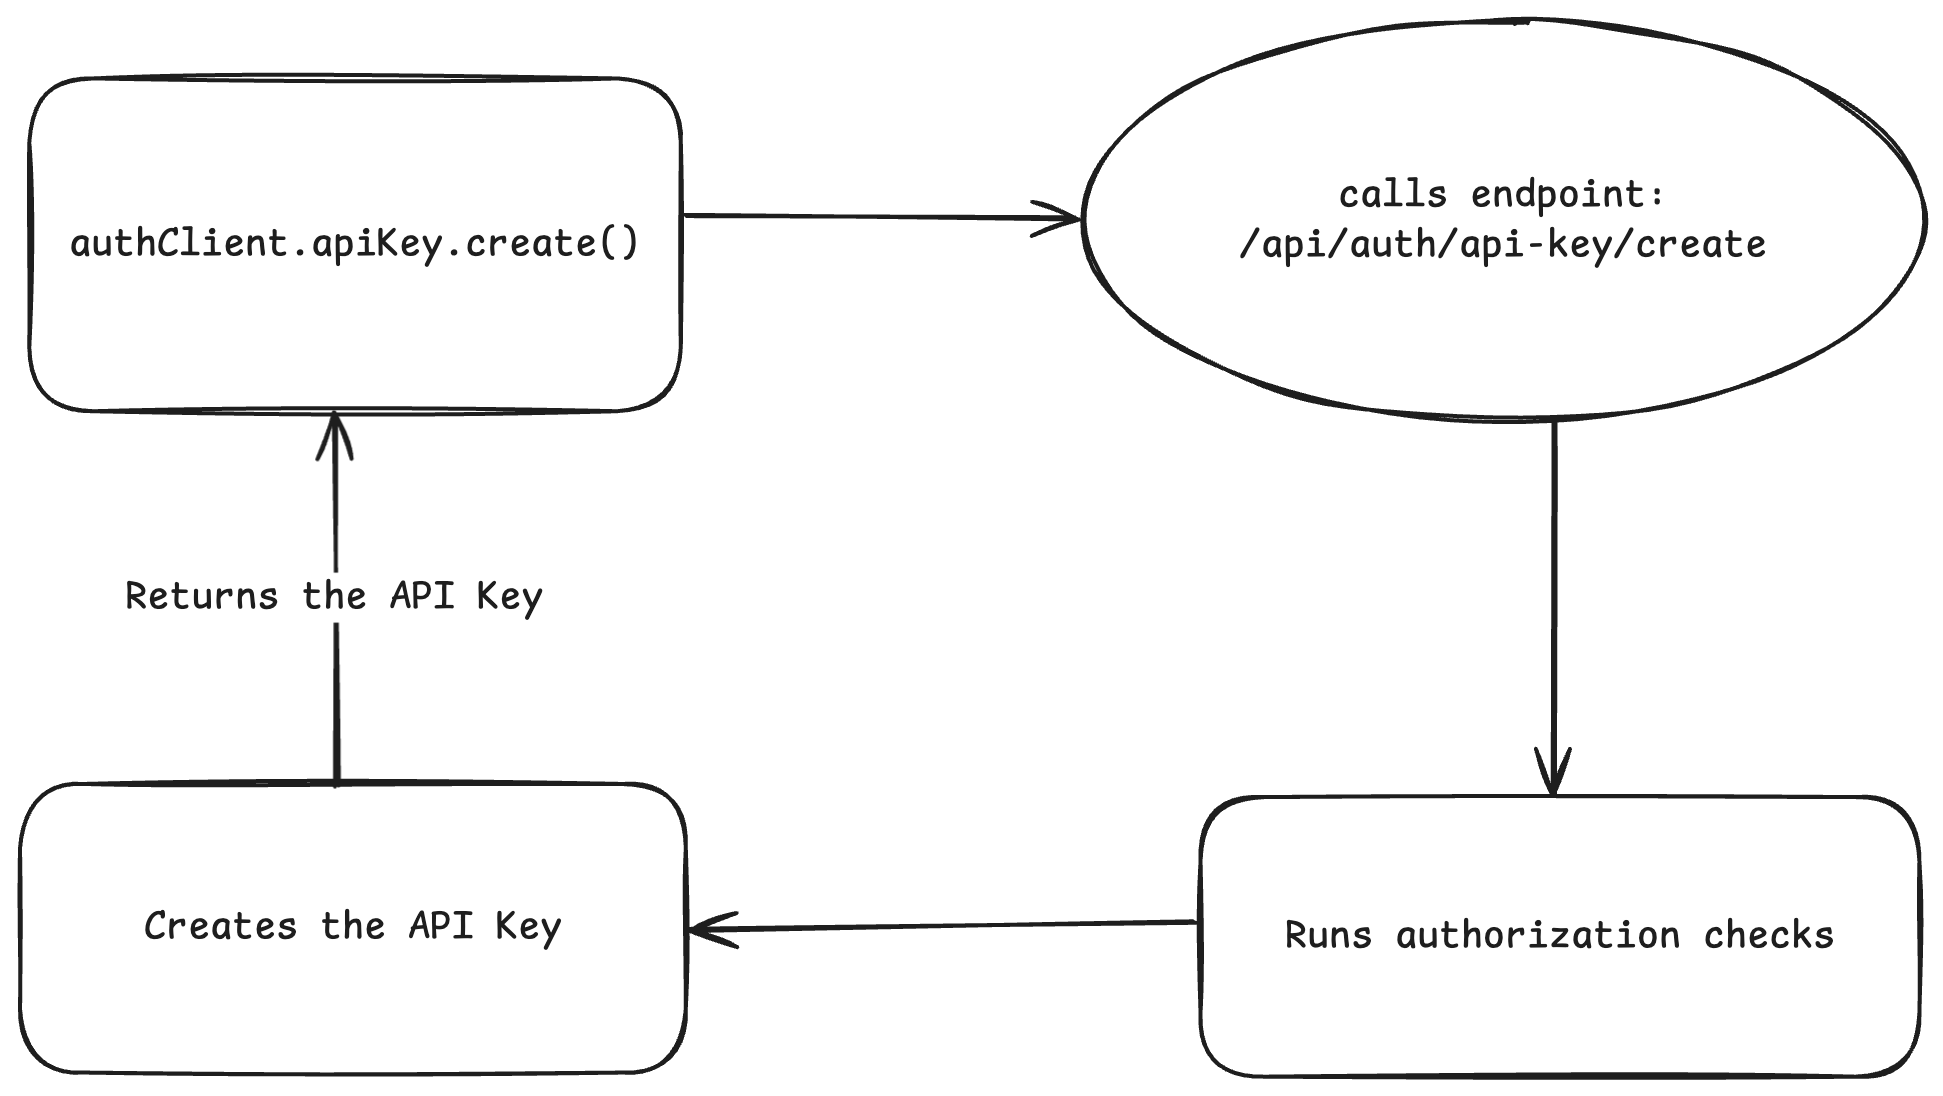 authClient.apiKey.create()
calls endpoint:
/api/auth/api-key/create
Returns the API Key
Creates the API Key
Runs authorization checks